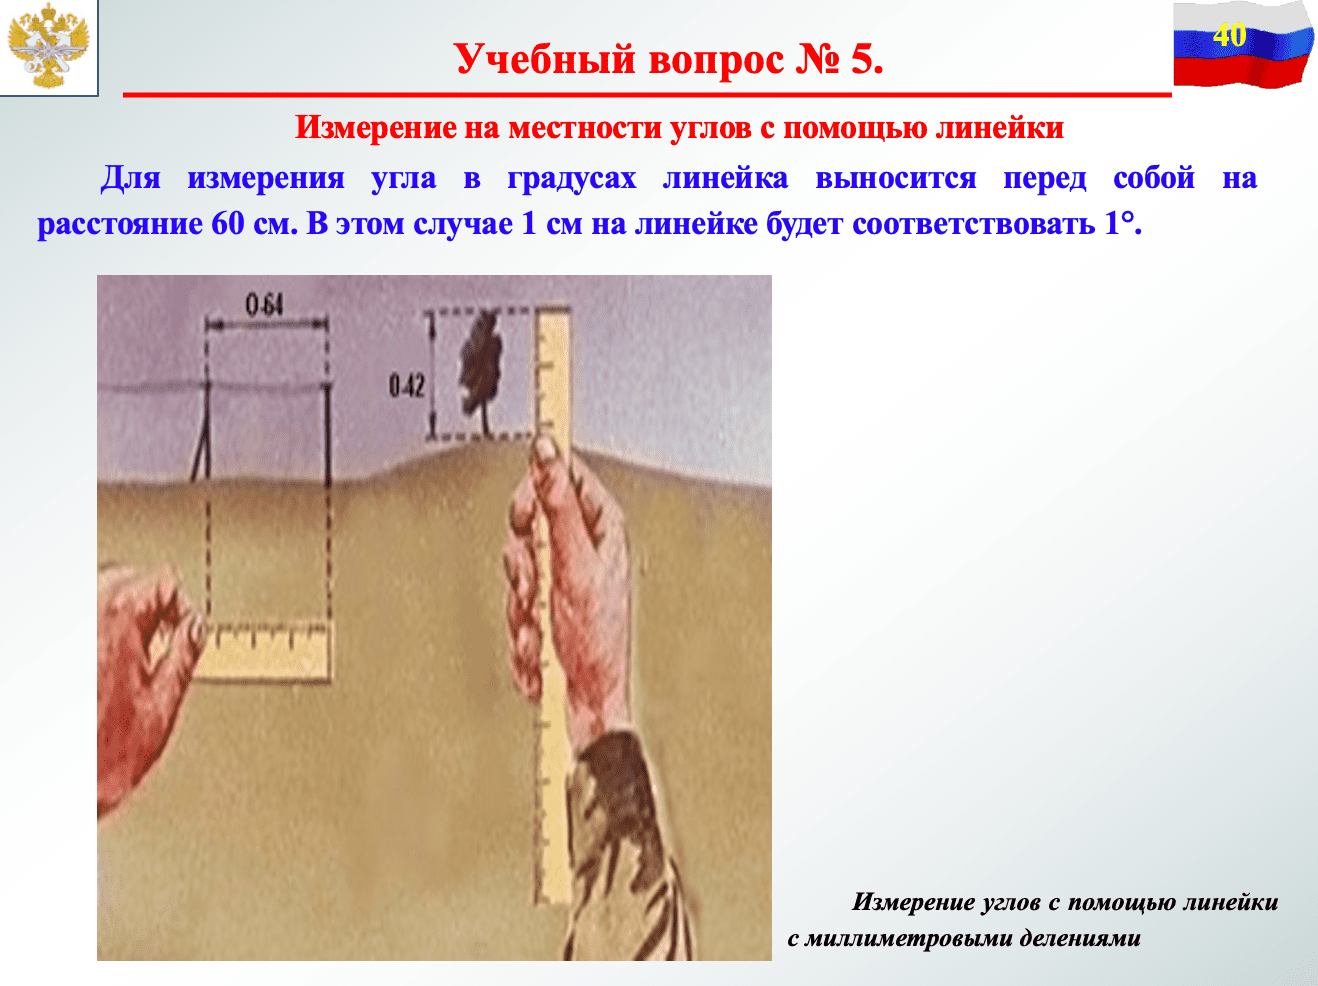 40
Учебный вопрос № 5.
Измерение на местности углов с помощью линейки
Для измерения угла в градусах линейка выносится перед собой на
расстояние 60 см. В этом случае 1 см на линейке будет соответствовать 1°.
0-64
0-42
Измерение углов с помощью линейки
с миллиметровыми делениями